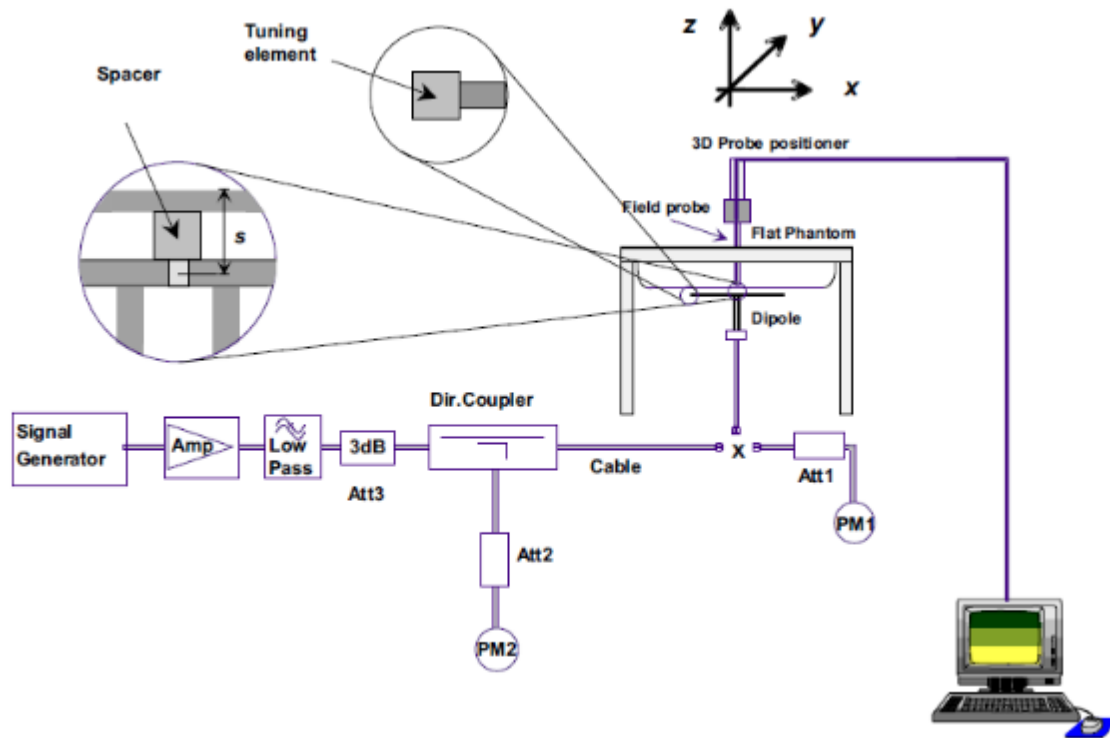 Tuning
element
Spacer
s
z
y
x
3D Probe positioner
Field probe
Flat Phantom
Dipole
Dir.Coupler
Signal
Generator
Amp
Low
Pass
3dB
Att3
Cable
x
Att1
PM1
Att2
PM2